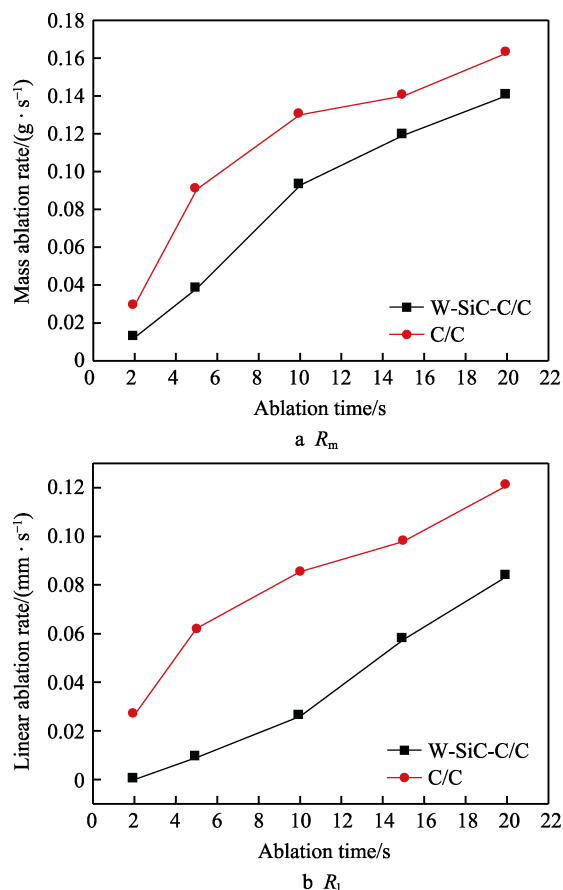 0.18
0.16
0.14
0.12
0.10
0.08
0.06
0.04
0.02
0
Mass ablation rate/(g · s⁻¹)
W-SiC-C/C
C/C
0 2 4 6 8 10 12 14 16 18 20 22
Ablation time/s
a Rₘ
0.12
0.10
0.08
0.06
0.04
0.02
0
Linear ablation rate/(mm · s⁻¹)
W-SiC-C/C
C/C
0 2 4 6 8 10 12 14 16 18 20 22
Ablation time/s
b Rₗ